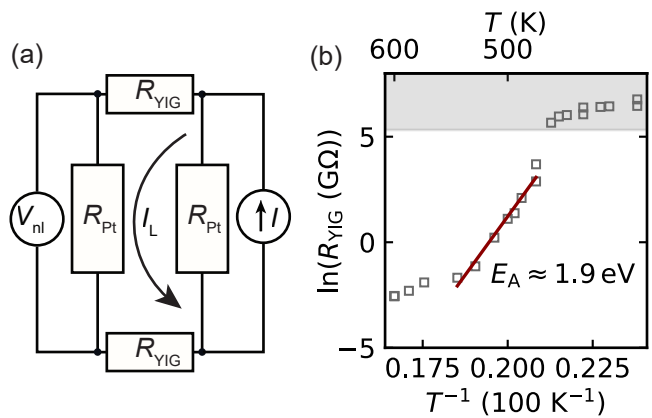 (a)
R_YIG
V_nl
R_Pt
I_L
R_Pt
I
R_YIG
(b)
T (K)
600 500
ln(R_YIG (GΩ))
5
0
−5
E_A ≈ 1.9 eV
0.175 0.200 0.225
T⁻¹ (100 K⁻¹)